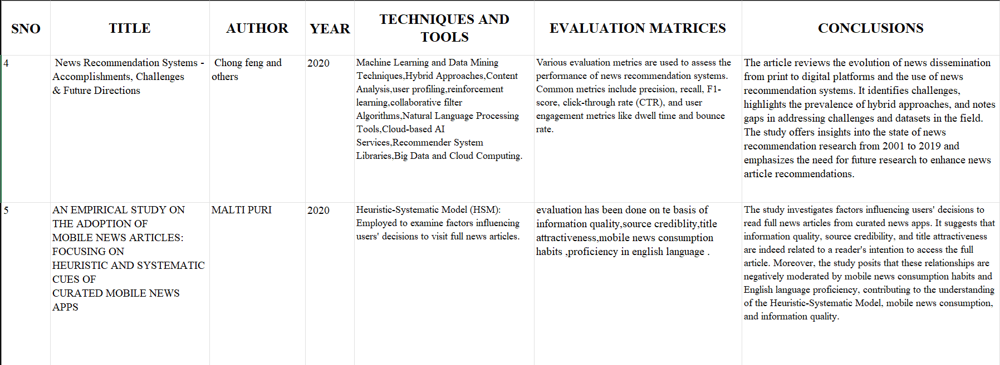 SNO
TITLE
AUTHOR
YEAR
TECHNIQUES AND
TOOLS
EVALUATION MATRICES
CONCLUSIONS
4
News Recommendation Systems -
Accomplishments, Challenges
& Future Directions
Chong feng and
others
2020
Machine Learning and Data Mining
Techniques,Hybrid Approaches,Content
Analysis,user profiling,reinforcement
learning,collaborative filter
Algorithms,Natural Language Processing
Tools,Cloud-based AI
Services,Recommender System
Libraries,Big Data and Cloud Computing.
Various evaluation metrics are used to assess the
performance of news recommendation systems.
Common metrics include precision, recall, F1-
score, click-through rate (CTR), and user
engagement metrics like dwell time and bounce
rate.
The article reviews the evolution of news dissemination
from print to digital platforms and the use of news
recommendation systems. It identifies challenges,
highlights the prevalence of hybrid approaches, and notes
gaps in addressing challenges and datasets in the field.
The study offers insights into the state of news
recommendation research from 2001 to 2019 and
emphasizes the need for future research to enhance news
article recommendations.
5
AN EMPIRICAL STUDY ON
THE ADOPTION OF
MOBILE NEWS ARTICLES:
FOCUSING ON
HEURISTIC AND SYSTEMATIC
CUES OF
CURATED MOBILE NEWS
APPS
MALTI PURI
2020
Heuristic-Systematic Model (HSM):
Employed to examine factors influencing
users' decisions to visit full news articles.
evaluation has been done on te basis of
information quality,source crediblity,title
attractiveness,mobile news consumption
habits ,proficiency in english language .
The study investigates factors influencing users' decisions to
read full news articles from curated news apps. It suggests that
information quality, source credibility, and title attractiveness
are indeed related to a reader's intention to access the full
article. Moreover, the study posits that these relationships are
negatively moderated by mobile news consumption habits and
English language proficiency, contributing to the understanding
of the Heuristic-Systematic Model, mobile news consumption,
and information quality.